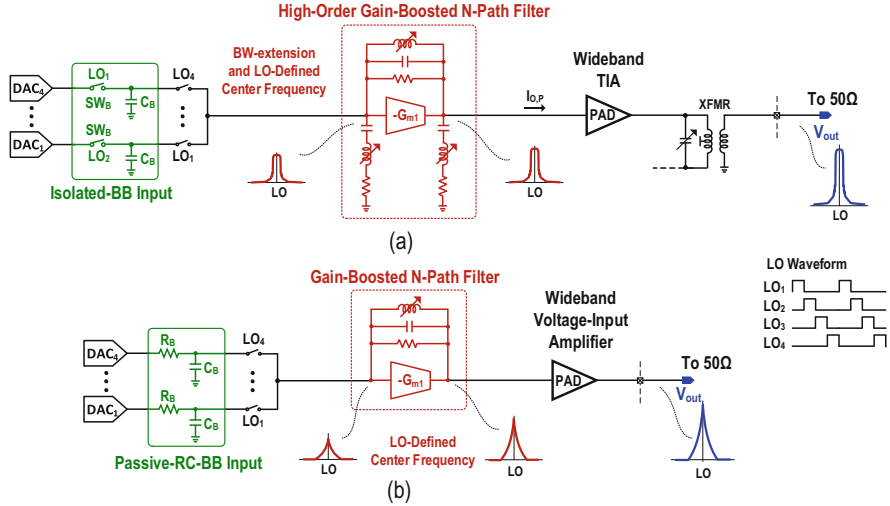 High-Order Gain-Boosted N-Path Filter
BW-extension
and LO-Defined
Center Frequency
Wideband
TIA
DAC4
LO1
SWB
CB
LO4
SWB
DAC1
LO2
CB
LO1
Isolated-BB Input
-Gm1
IO,P
PAD
XFMR
To 50Ω
Vout
LO
LO
LO
(a)
Gain-Boosted N-Path Filter
LO Waveform
LO1
LO2
LO3
LO4
Wideband
Voltage-Input
Amplifier
DAC4
RB
CB
LO4
DAC1
RB
CB
LO1
Passive-RC-BB Input
-Gm1
PAD
To 50Ω
Vout
LO-Defined
Center Frequency
LO
LO
LO
(b)